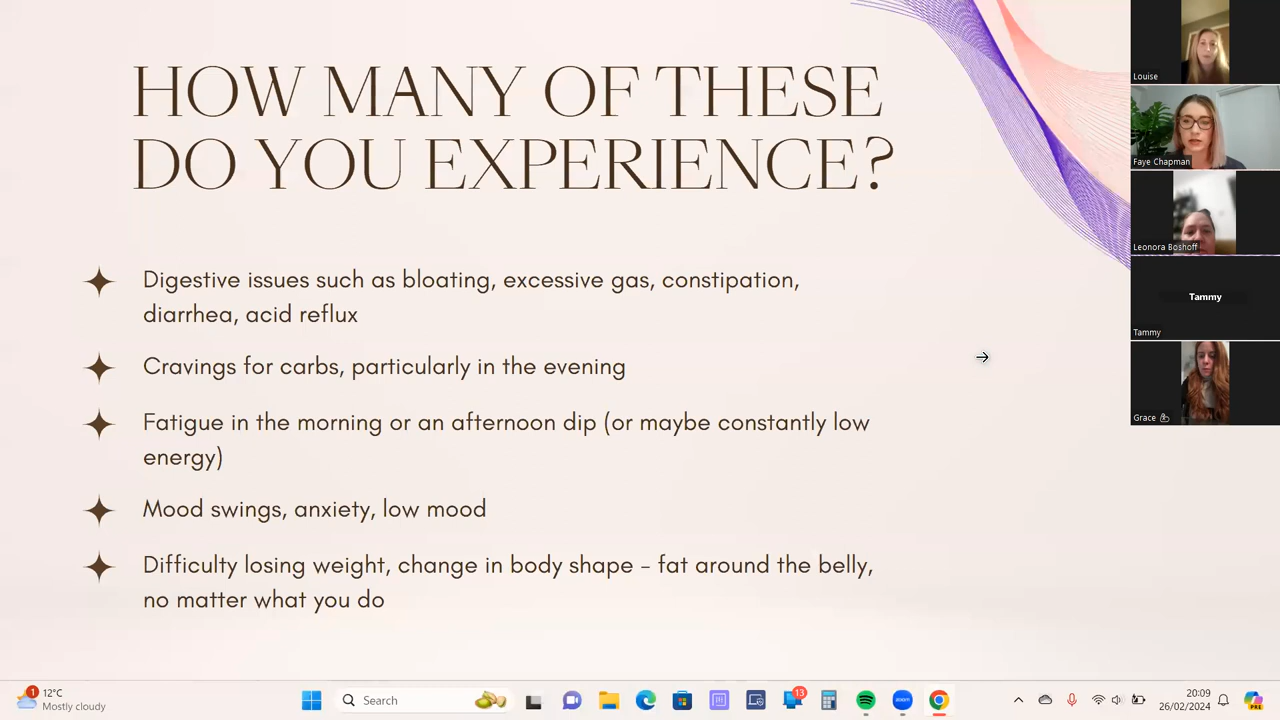 HOW MANY OF THESE
DO YOU EXPERIENCE?
Digestive issues such as bloating, excessive gas, constipation,
diarrhea, acid reflux
Cravings for carbs, particularly in the evening
Fatigue in the morning or an afternoon dip (or maybe constantly low
energy)
Mood swings, anxiety, low mood
Difficulty losing weight, change in body shape – fat around the belly,
no matter what you do
Louise
Faye Chapman
Leonora Boshoff
Tammy
Tammy
Grace
1
12°C
Mostly cloudy
Search
13
zoom
20:09
26/02/2024
PRE